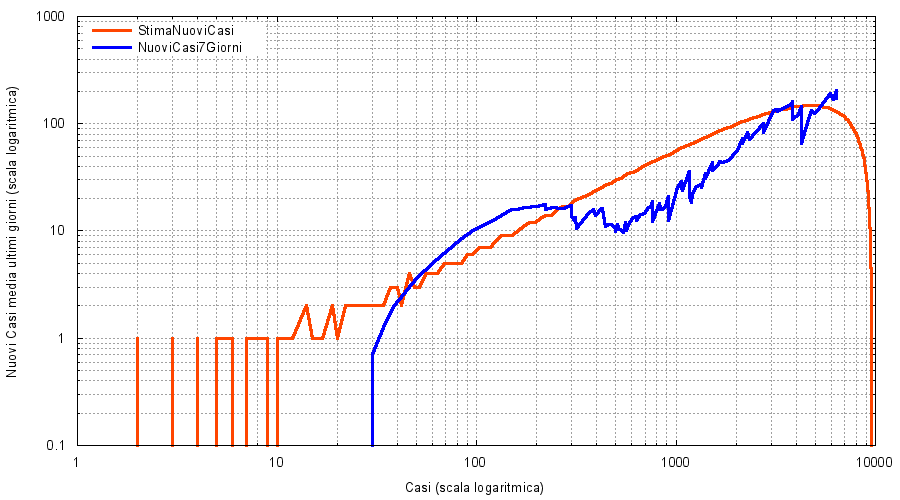 1000
StimaNuoviCasi
NuoviCasi7Giorni
100
10
1
0.1
Nuovi Casi media ultimi giorni (scala logaritmica)
1 10 100 1000 10000
Casi (scala logaritmica)